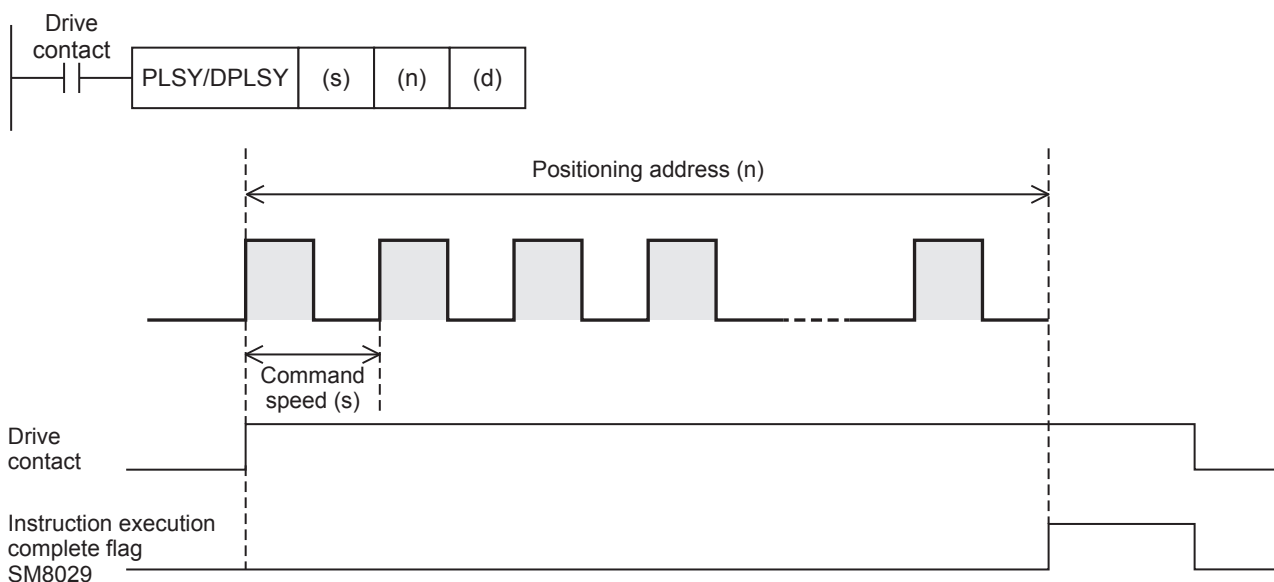 Drive
contact
PLSY/DPLSY (s) (n) (d)
Positioning address (n)
Command
speed (s)
Drive
contact
Instruction execution
complete flag
SM8029